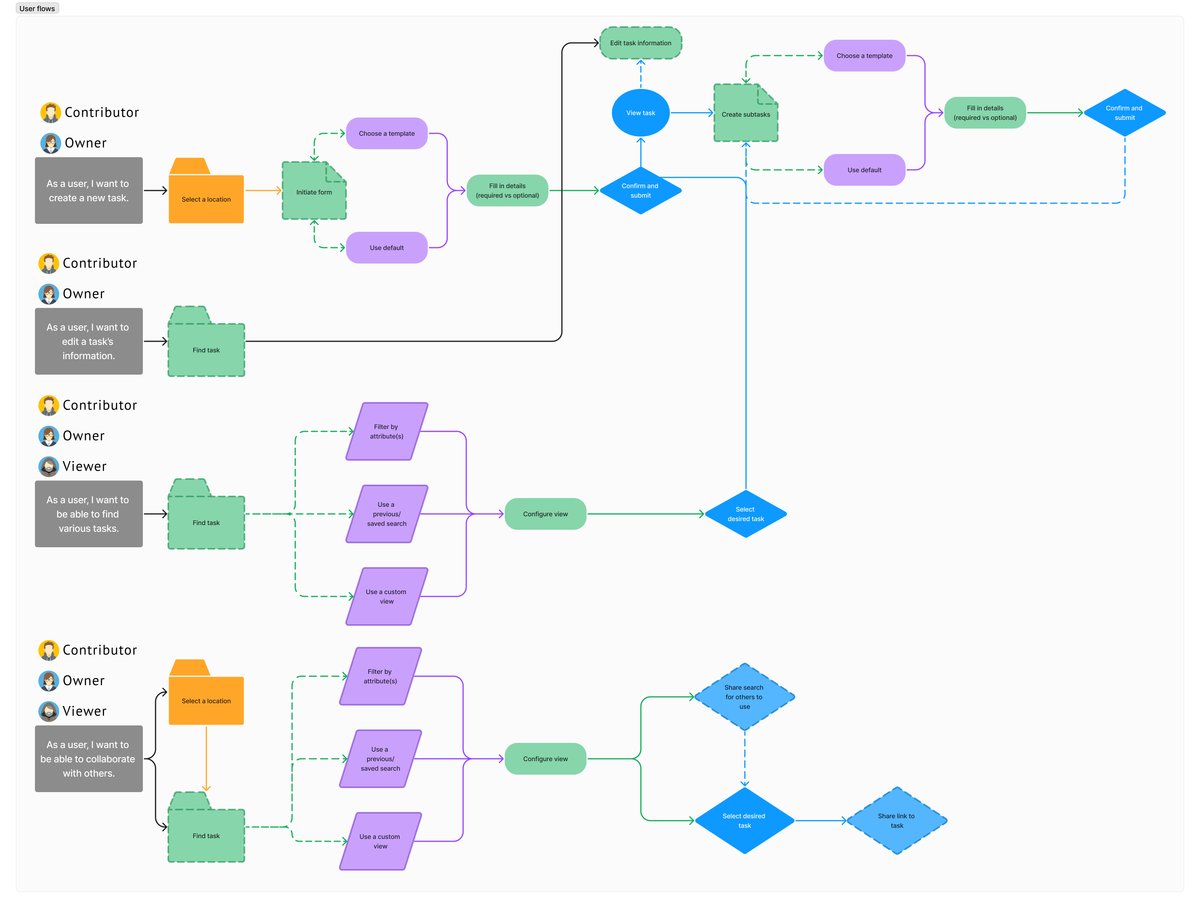 User flows
Edit task information
Choose a template
Contributor
Owner
As a user, I want to
create a new task.
Select a location
Initiate form
Choose a template
Use default
Fill in details
(required vs optional)
Confirm and
submit
View task
Create subtasks
Use default
Fill in details
(required vs optional)
Confirm and
submit
Contributor
Owner
As a user, I want to
edit a task's
information.
Find task
Contributor
Owner
Viewer
As a user, I want to
be able to find
various tasks.
Find task
Filter by
attribute(s)
Use a
previous/
saved search
Use a custom
view
Configure view
Select
desired task
Contributor
Owner
Viewer
As a user, I want to
be able to collaborate
with others.
Select a location
Find task
Filter by
attribute(s)
Use a
previous/
saved search
Use a custom
view
Configure view
Share search
for others to
use
Select desired
task
Share link to
task